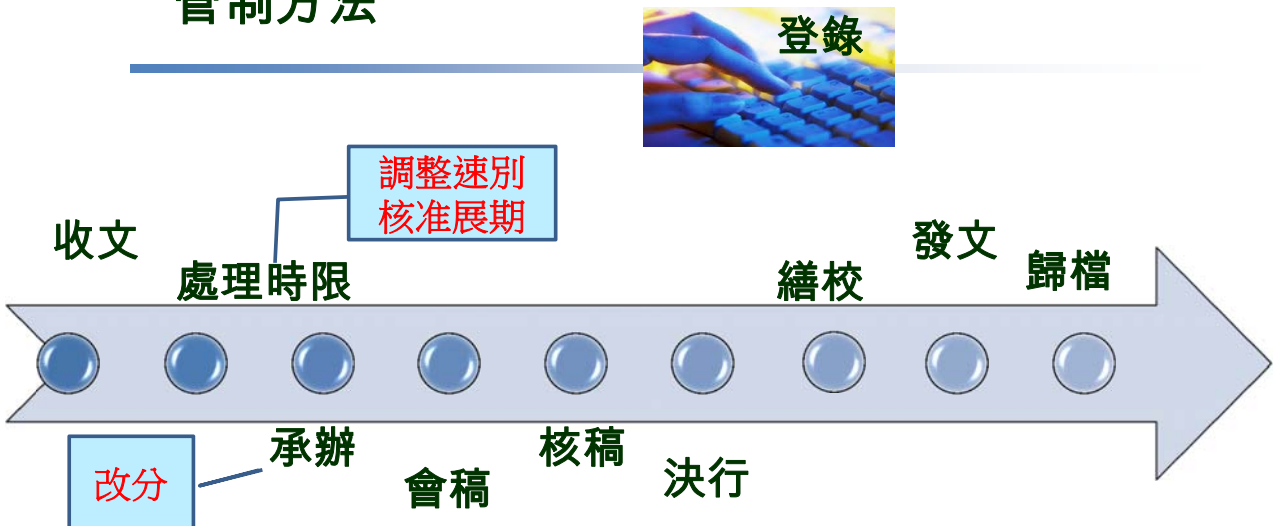 管制方法
登錄
調整速別
核准展期
收文
處理時限
繕校
發文
歸檔
承辦
會稿
核稿
決行
改分